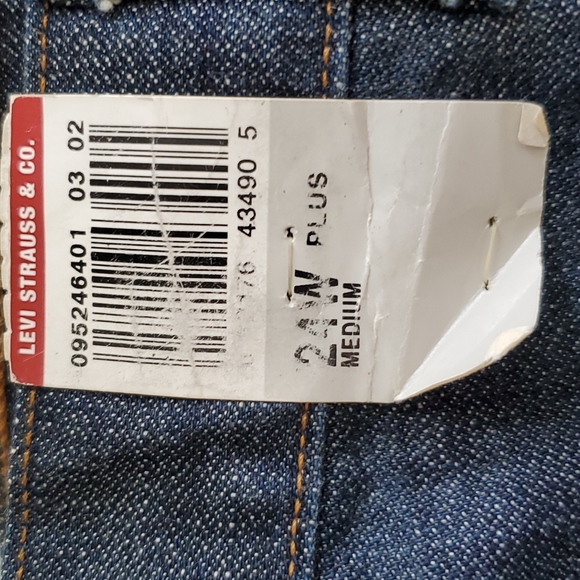 LEVI STRAUSS & CO.
095246401 03 02
43490 5
24W PLUS
MEDIUM